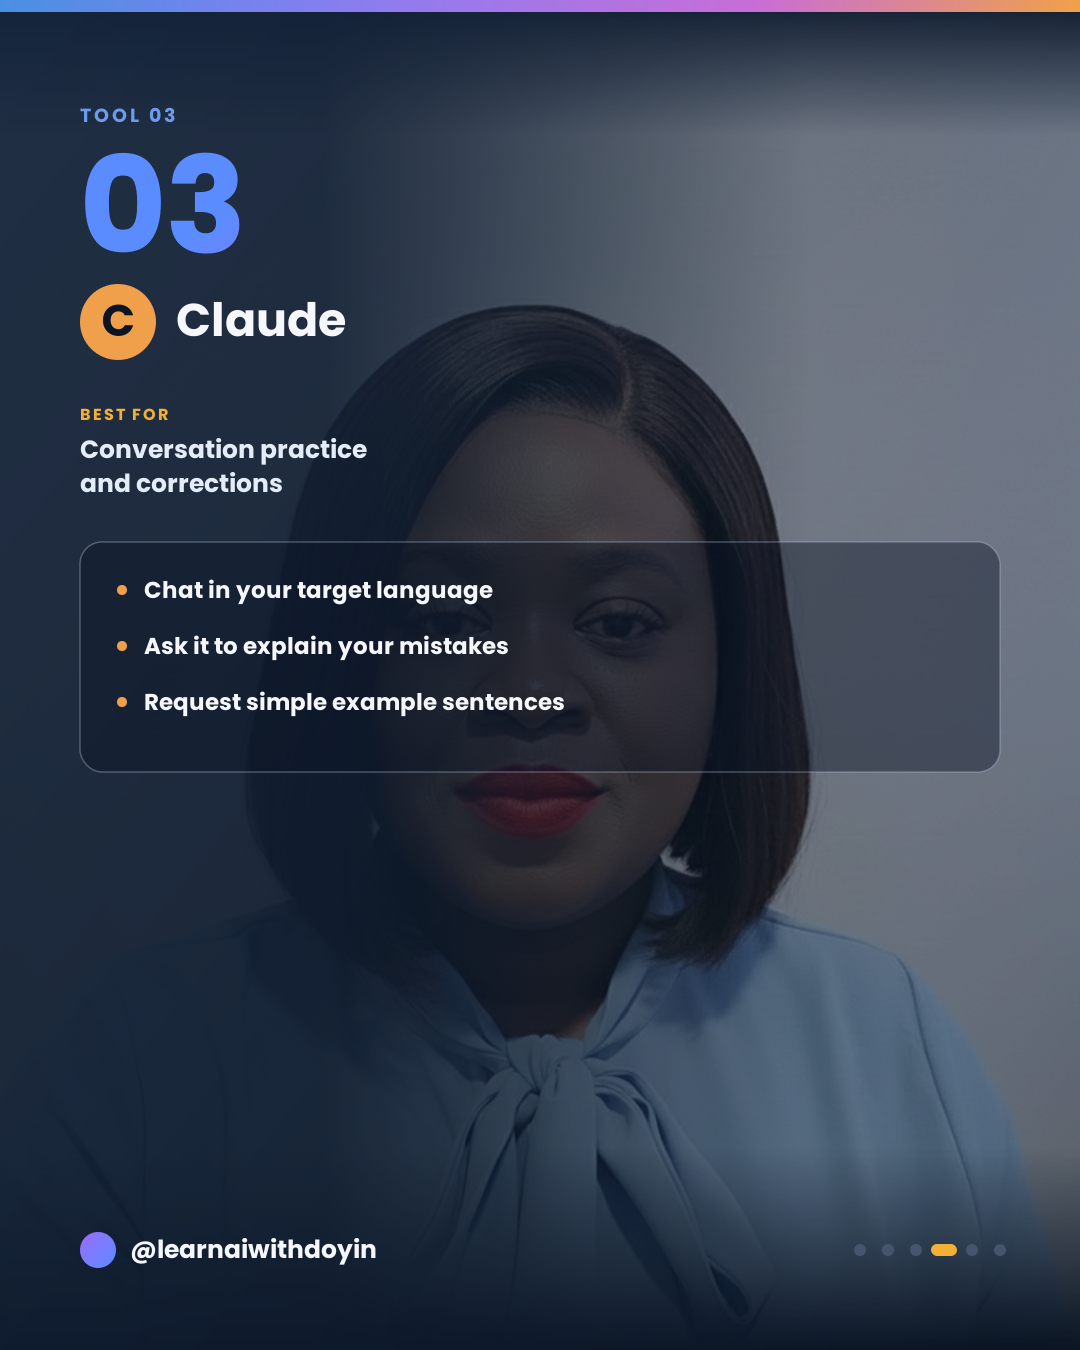 TOOL 03
03
C Claude
BEST FOR
Conversation practice
and corrections
Chat in your target language
Ask it to explain your mistakes
Request simple example sentences
@learnaiwithdoyin